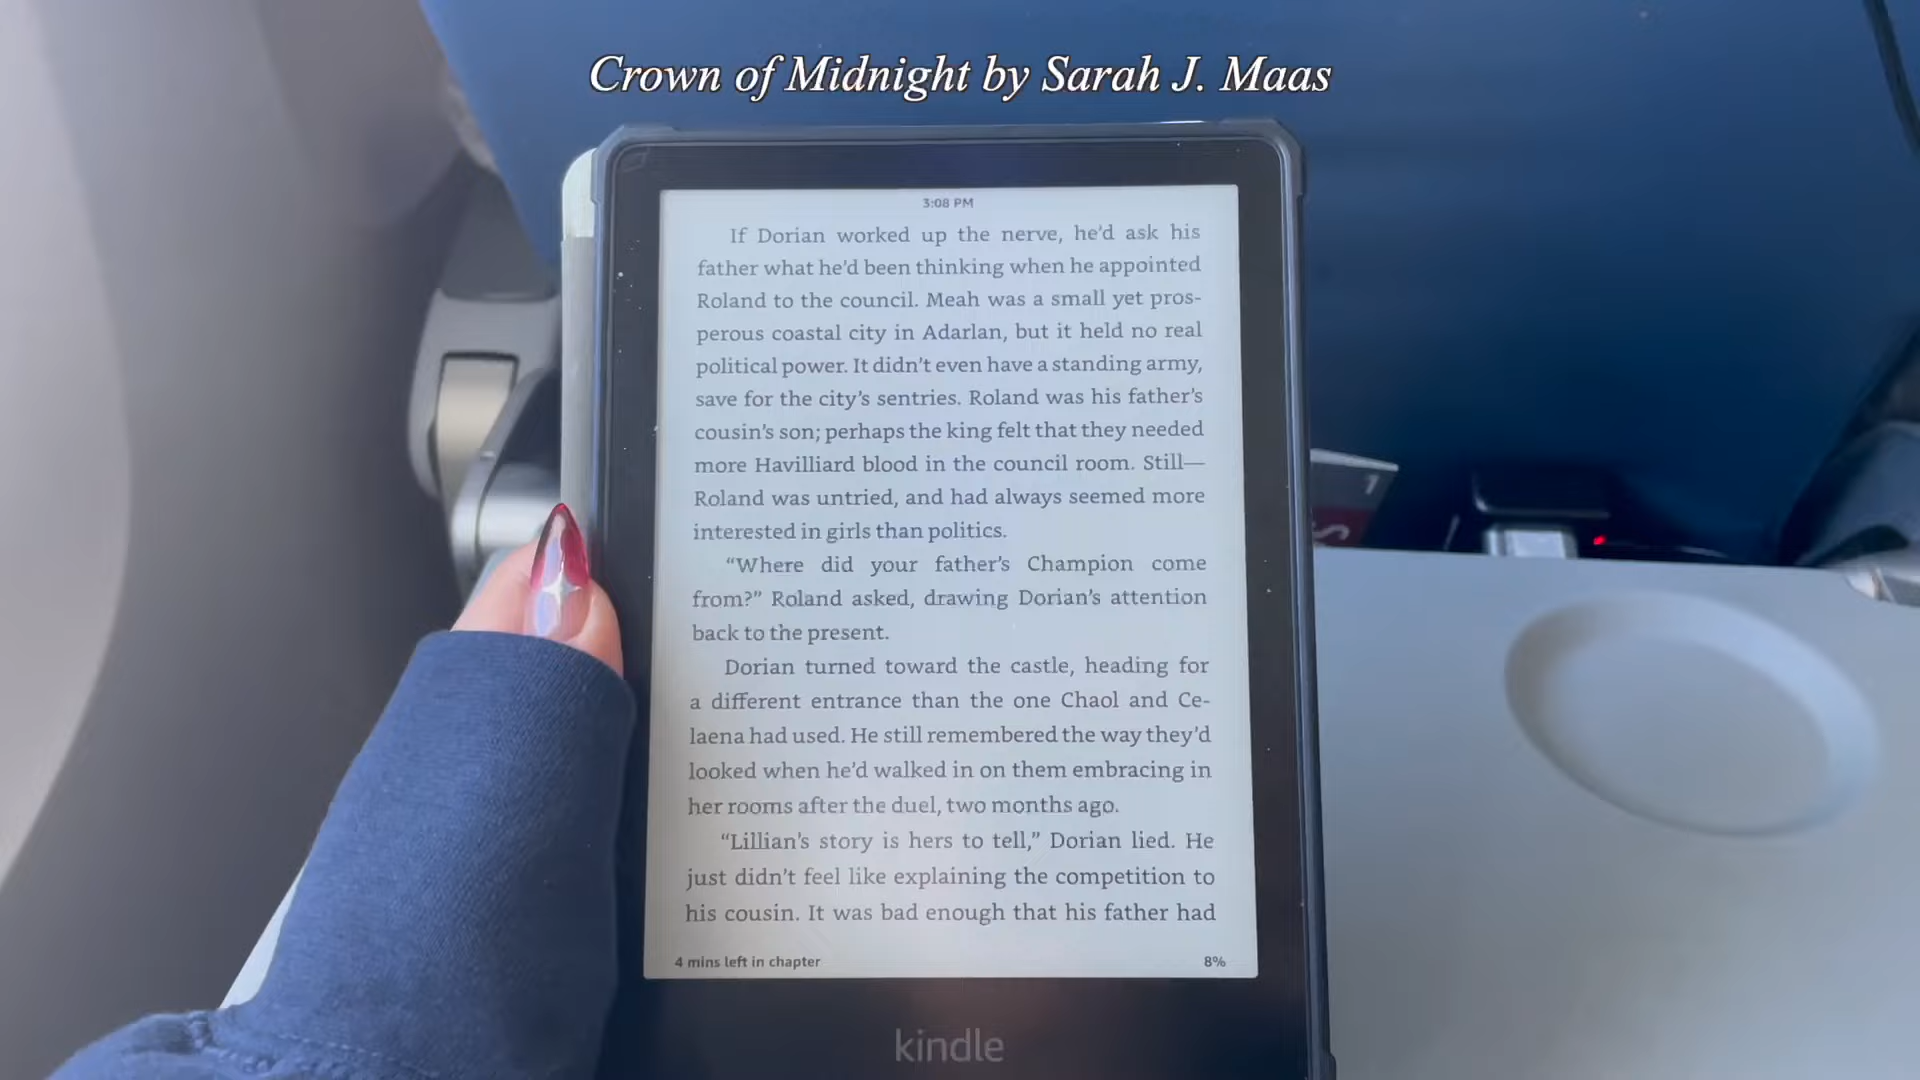 Crown of Midnight by Sarah J. Maas
3:08 PM
If Dorian worked up the nerve, he’d ask his
father what he’d been thinking when he appointed
Roland to the council. Meah was a small yet pros-
perous coastal city in Adarlan, but it held no real
political power. It didn’t even have a standing army,
save for the city’s sentries. Roland was his father’s
cousin’s son; perhaps the king felt that they needed
more Havilliard blood in the council room. Still—
Roland was untried, and had always seemed more
interested in girls than politics.
“Where did your father’s Champion come
from?” Roland asked, drawing Dorian’s attention
back to the present.
Dorian turned toward the castle, heading for
a different entrance than the one Chaol and Ce-
laena had used. He still remembered the way they’d
looked when he’d walked in on them embracing in
her rooms after the duel, two months ago.
“Lillian’s story is hers to tell,” Dorian lied. He
just didn’t feel like explaining the competition to
his cousin. It was bad enough that his father had
4 mins left in chapter 8%
kindle